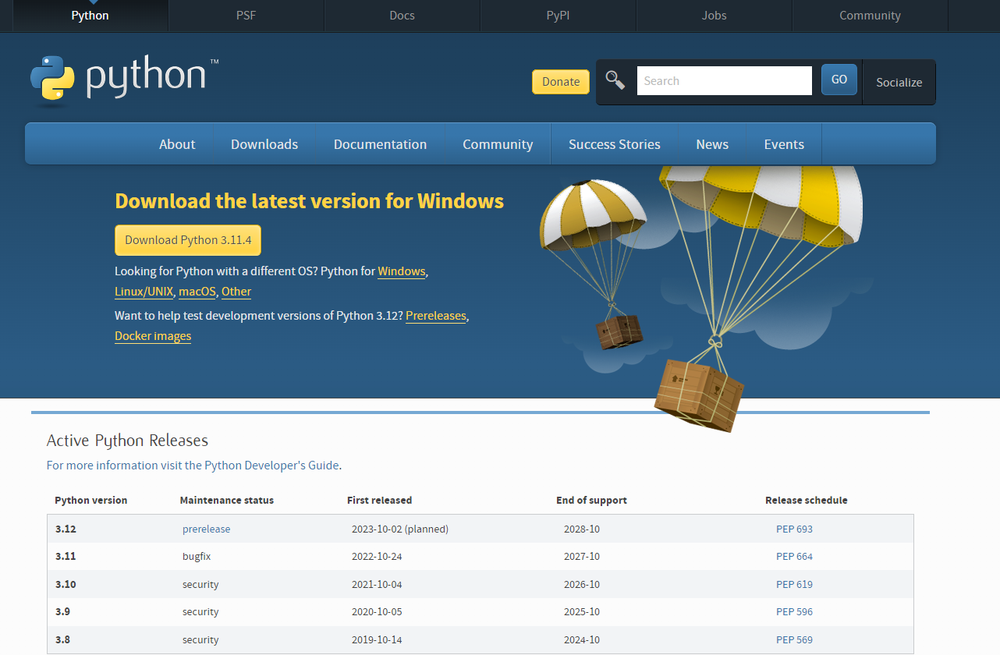 Python PSF Docs PyPI Jobs Community
python™
Donate Search GO Socialize
About Downloads Documentation Community Success Stories News Events
Download the latest version for Windows
Download Python 3.11.4
Looking for Python with a different OS? Python for Windows,
Linux/UNIX, macOS, Other
Want to help test development versions of Python 3.12? Prereleases,
Docker images
Active Python Releases
For more information visit the Python Developer's Guide.
Python version Maintenance status First released End of support Release schedule
3.12 prerelease 2023-10-02 (planned) 2028-10 PEP 693
3.11 bugfix 2022-10-24 2027-10 PEP 664
3.10 security 2021-10-04 2026-10 PEP 619
3.9 security 2020-10-05 2025-10 PEP 596
3.8 security 2019-10-14 2024-10 PEP 569